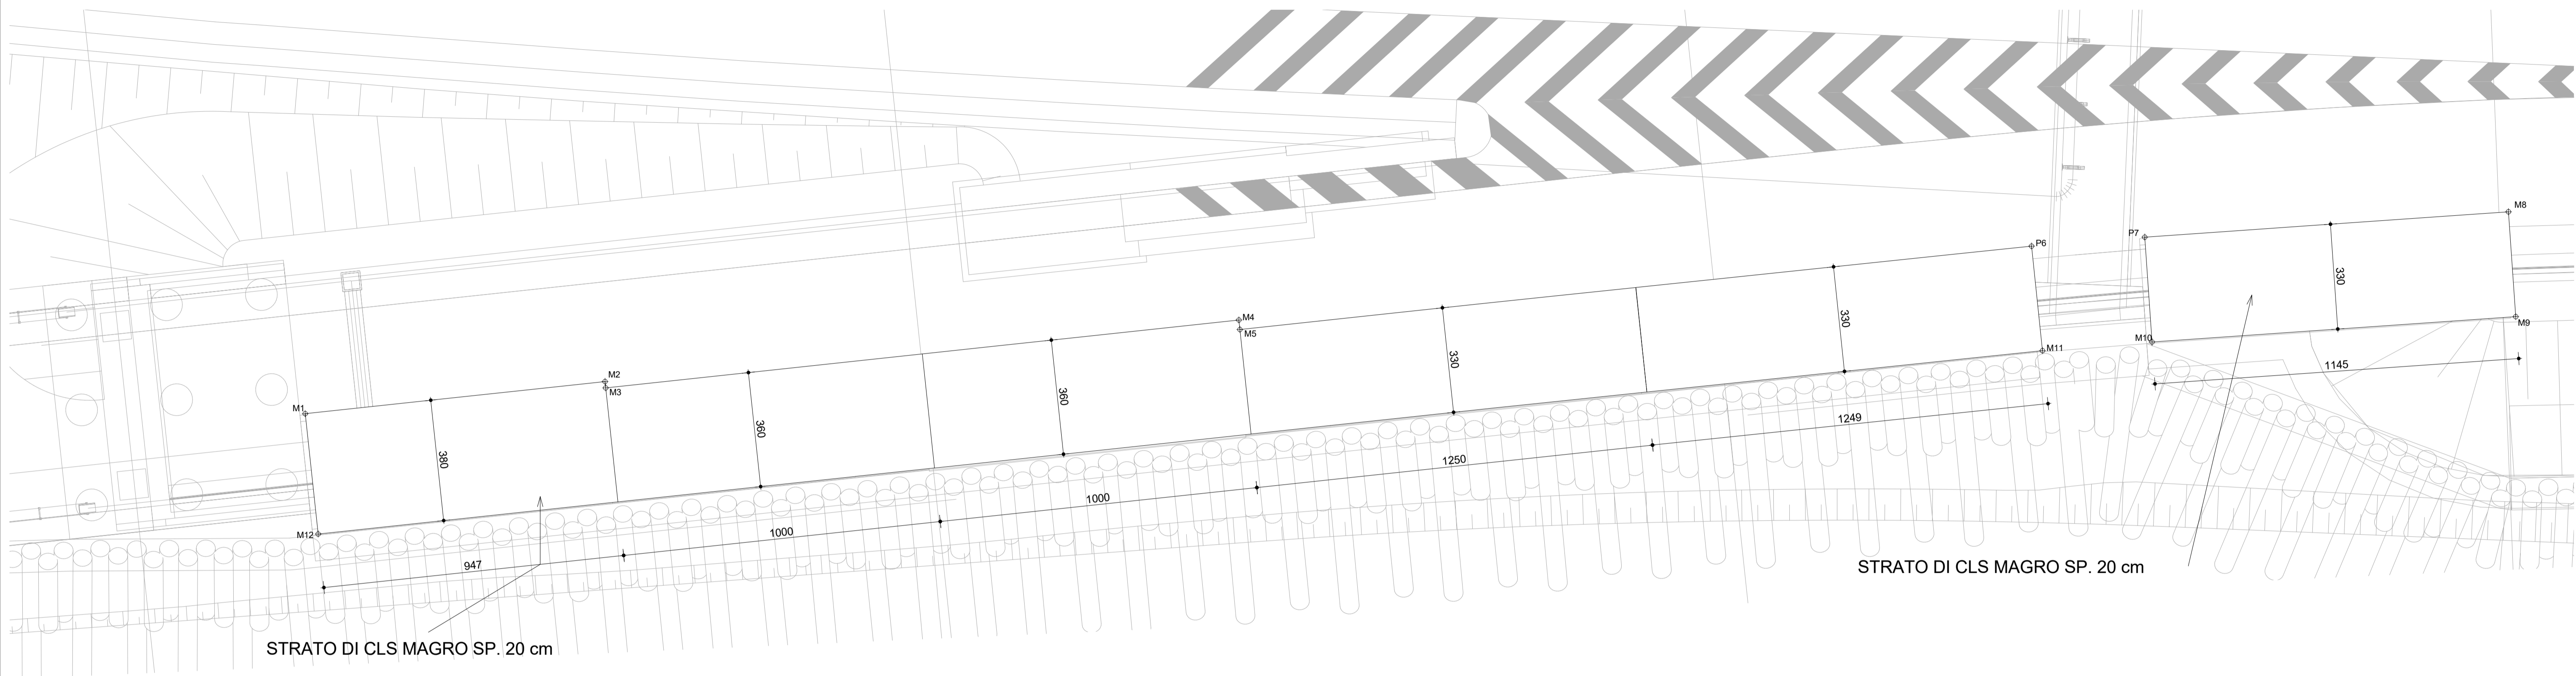 M8
P7
P6
330
330
M4
M5
M9
M10
M11
330
1145
M2
M3
360
360
1249
M1
380
1250
1000
1000
M12
947
STRATO DI CLS MAGRO SP. 20 cm
STRATO DI CLS MAGRO SP. 20 cm